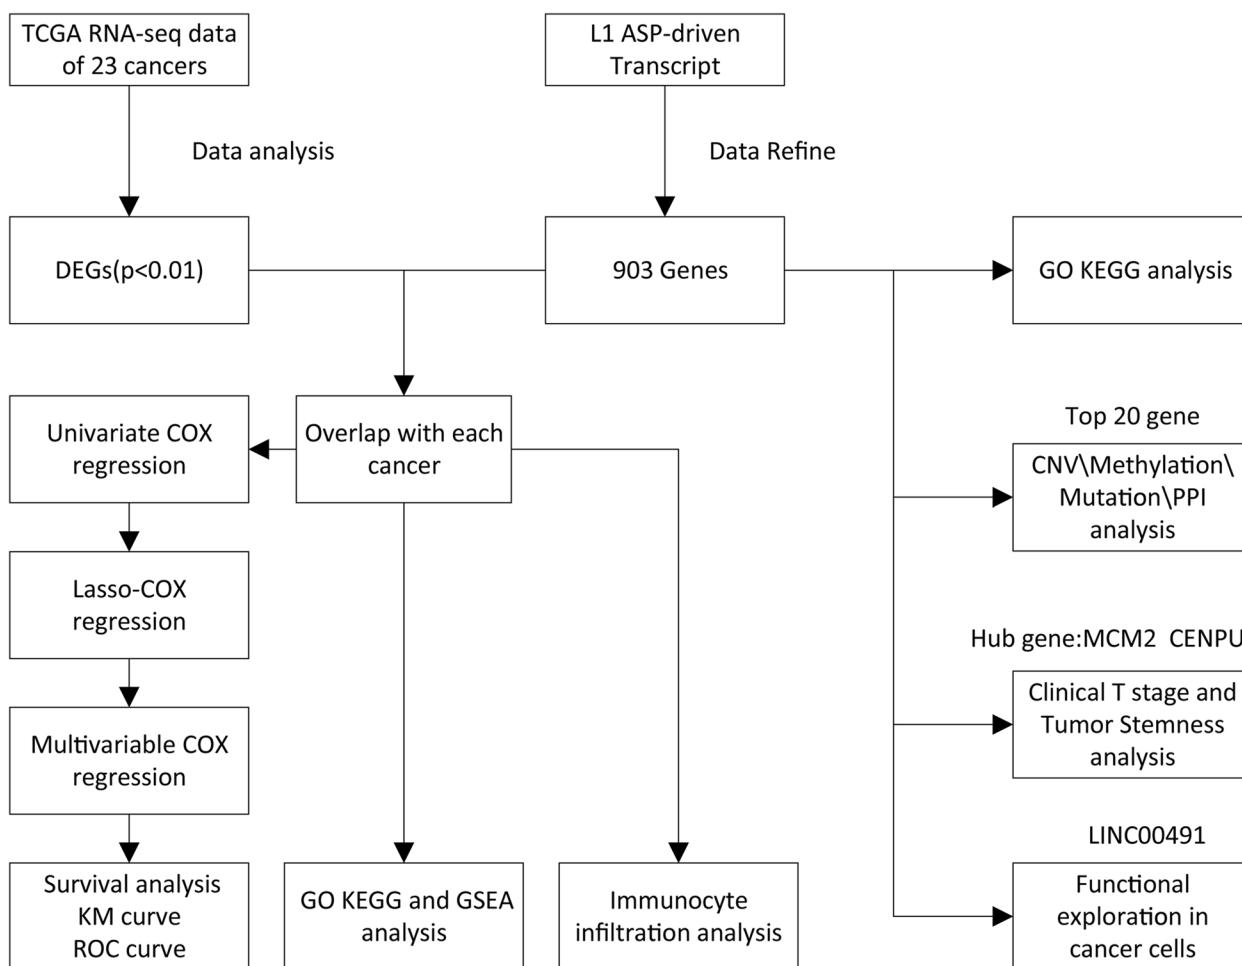 TCGA RNA-seq data
of 23 cancers
L1 ASP-driven
Transcript
Data analysis
Data Refine
DEGs(p<0.01)
903 Genes
GO KEGG analysis
Univariate COX
regression
Overlap with each
cancer
Top 20 gene
CNV\Methylation\
Mutation\PPI
analysis
Lasso-COX
regression
Hub gene:MCM2  CENPU
Clinical T stage and
Tumor Stemness
analysis
Multivariable COX
regression
LINC00491
Survival analysis
KM curve
ROC curve
GO KEGG and GSEA
analysis
Immunocyte
infiltration analysis
Functional
exploration in
cancer cells